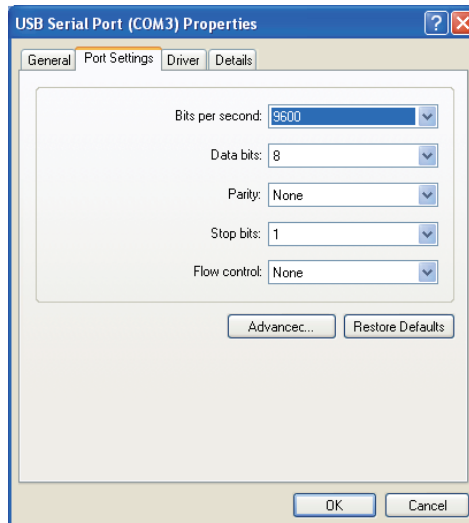 USB Serial Port (COM3) Properties
General Port Settings Driver Details
Bits per second: 9600
Data bits: 8
Parity: None
Stop bits: 1
Flow control: None
Advancec... Restore Defaults
OK Cancel